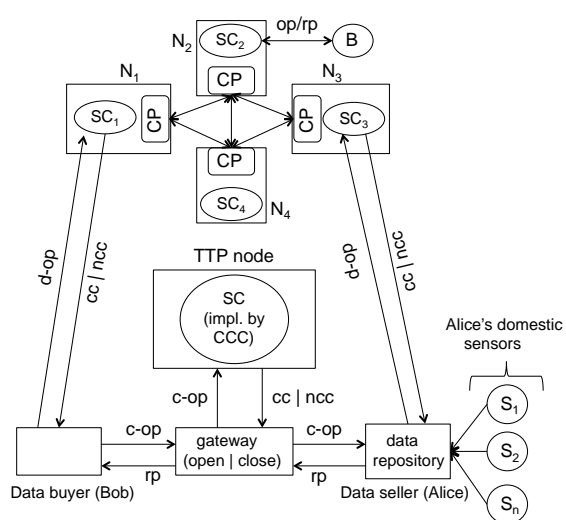 op/rp
N2
SC2
B
CP
N1
N3
SC1
CP
CP
SC3
CP
SC4
N4
d-op
cc | ncc
d-op
cc | ncc
TTP node
SC
(impl. by
CCC)
Alice's domestic
sensors
c-op
cc | ncc
S1
c-op
gateway
(open | close)
c-op
data
repository
S2
rp
rp
Data buyer (Bob)
Data seller (Alice)
Sn